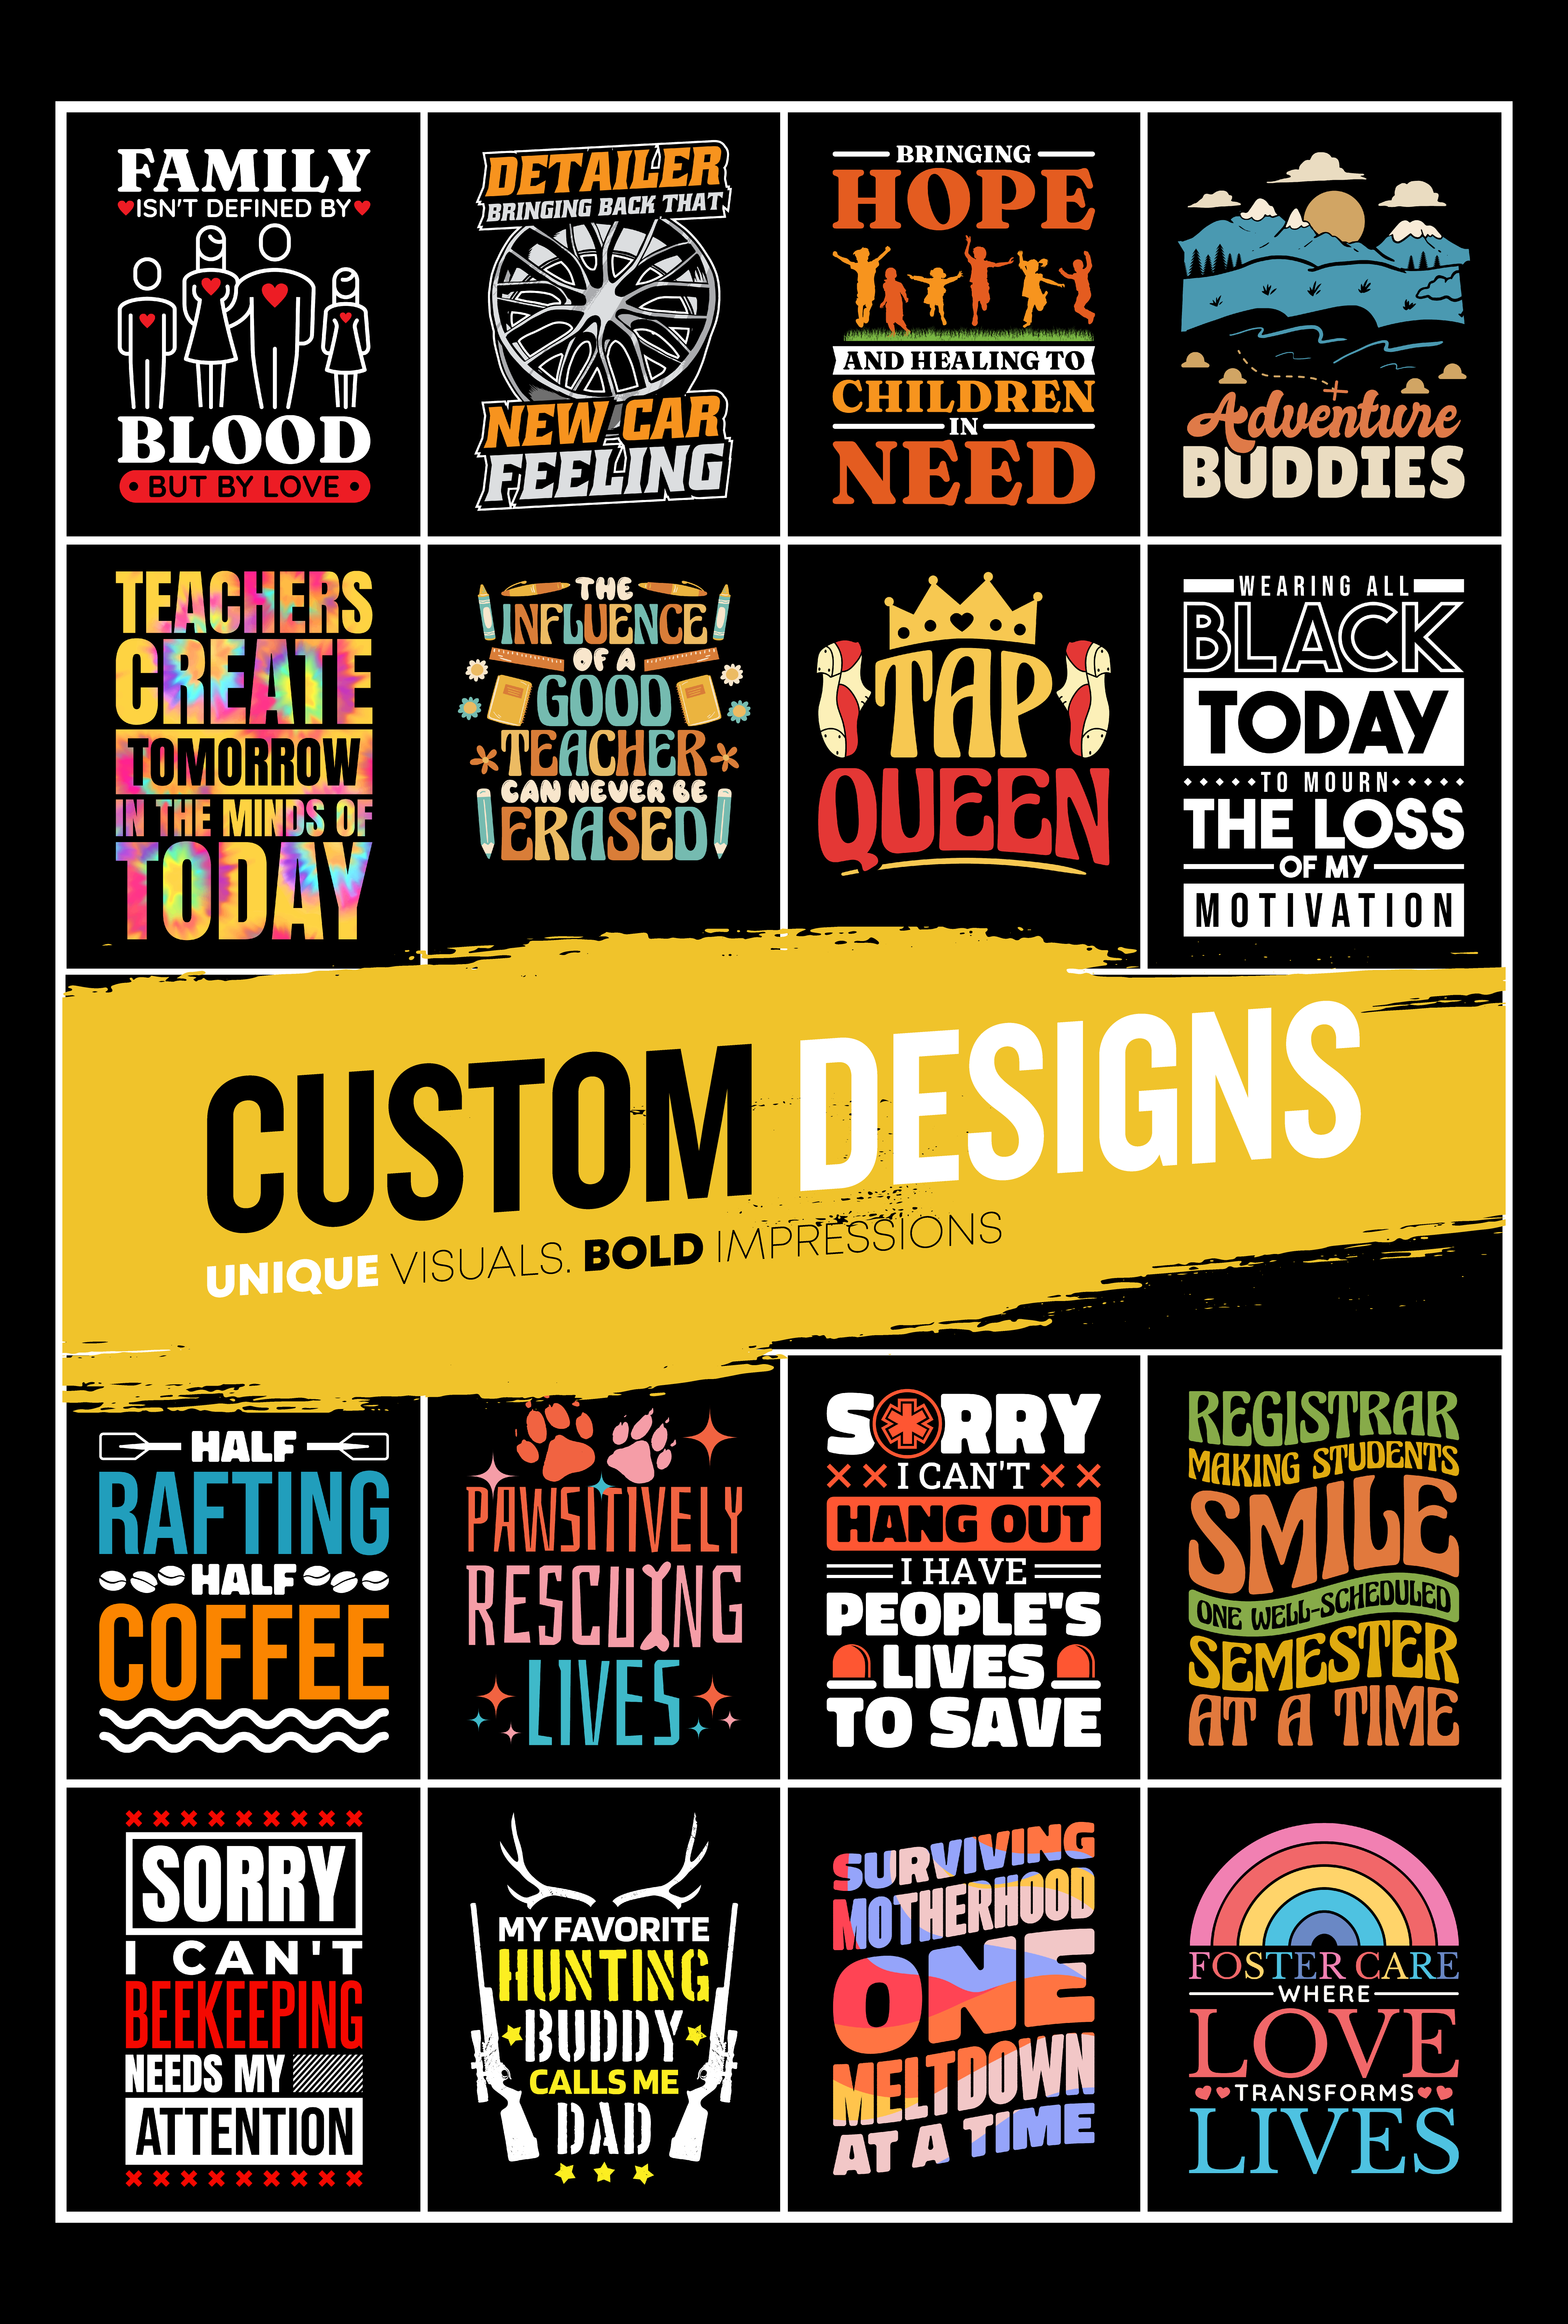 FAMILY
ISN'T DEFINED BY
BLOOD
BUT BY LOVE
DETAILER
BRINGING BACK THAT
NEW CAR
FEELING
BRINGING
HOPE
AND HEALING TO
CHILDREN
IN
NEED
Adventure
BUDDIES
TEACHERS
CREATE
TOMORROW
IN THE MINDS OF
TODAY
THE
INFLUENCE
OF A
GOOD
TEACHER
CAN NEVER BE
ERASED
TAP
QUEEN
WEARING ALL
BLACK
TODAY
TO MOURN
THE LOSS
OF MY
MOTIVATION
CUSTOM DESIGNS
UNIQUE VISUALS. BOLD IMPRESSIONS
HALF
RAFTING
HALF
COFFEE
PAWSITIVELY
RESCUING
LIVES
SORRY
I CAN'T
HANG OUT
I HAVE
PEOPLE'S
LIVES
TO SAVE
REGISTRAR
MAKING STUDENTS
SMILE
ONE WELL-SCHEDULED
SEMESTER
AT A TIME
SORRY
I CAN'T
BEEKEEPING
NEEDS MY
ATTENTION
MY FAVORITE
HUNTING
BUDDY
CALLS ME
DAD
SURVIVING
MOTHERHOOD
ONE
MELTDOWN
AT A TIME
FOSTER CARE
WHERE
LOVE
TRANSFORMS
LIVES